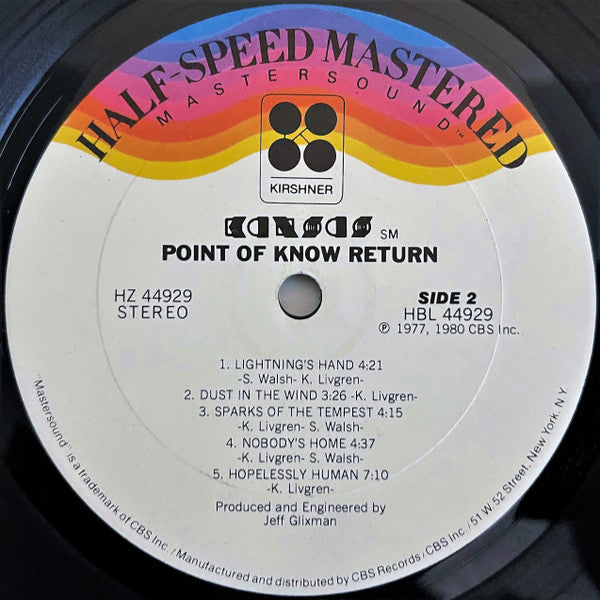 HALF-SPEED MASTERED
MASTERSOUND™
KIRSHNER
KANSAS SM
POINT OF KNOW RETURN
HZ 44929
STEREO
SIDE 2
HBL 44929
℗ 1977, 1980 CBS Inc.
1. LIGHTNING'S HAND 4:21
-S. Walsh- K. Livgren-
2. DUST IN THE WIND 3:26 -K. Livgren-
3. SPARKS OF THE TEMPEST 4:15
-K. Livgren- S. Walsh-
4. NOBODY'S HOME 4:37
-K. Livgren- S. Walsh-
5. HOPELESSLY HUMAN 7:10
-K. Livgren-
Produced and Engineered by
Jeff Glixman
"Mastersound" is a trademark of CBS Inc./Manufactured and distributed by CBS Records/CBS Inc./51 W 52 Street, New York, N.Y.